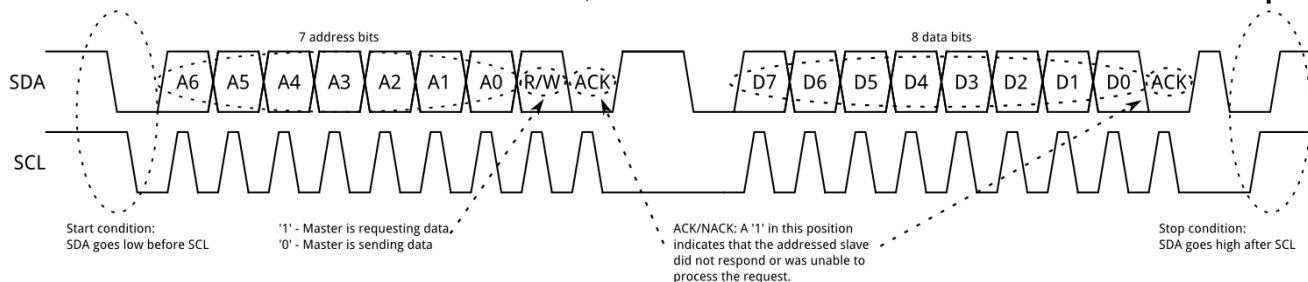 7 address bits
8 data bits
SDA
A6 A5 A4 A3 A2 A1 A0 R/W ACK
D7 D6 D5 D4 D3 D2 D1 D0 ACK
SCL
Start condition:
SDA goes low before SCL
'1' - Master is requesting data
'0' - Master is sending data
ACK/NACK: A '1' in this position
indicates that the addressed slave
did not respond or was unable to
process the request.
Stop condition:
SDA goes high after SCL